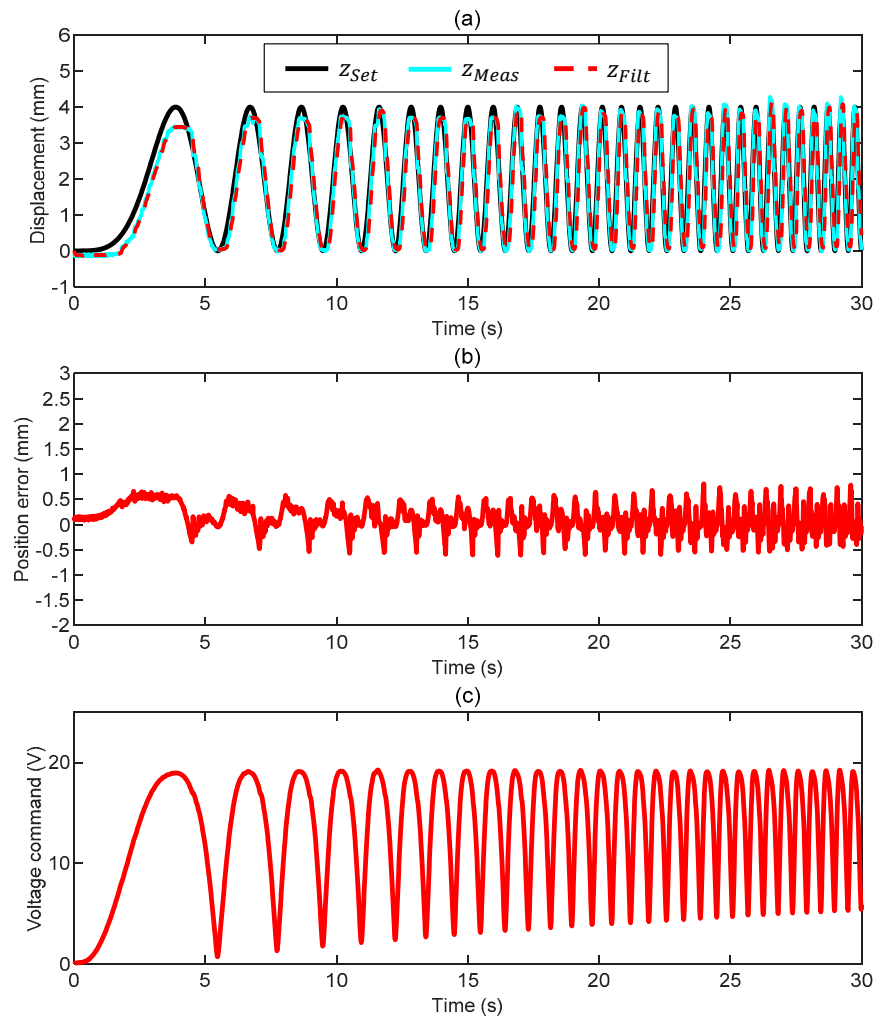 (a)
z_Set z_Meas z_Filt
Displacement (mm)
6
5
4
3
2
1
0
-1
0 5 10 15 20 25 30
Time (s)
(b)
Position error (mm)
3
2.5
2
1.5
1
0.5
0
-0.5
-1
-1.5
-2
0 5 10 15 20 25 30
Time (s)
(c)
Voltage command (V)
20
10
0
0 5 10 15 20 25 30
Time (s)